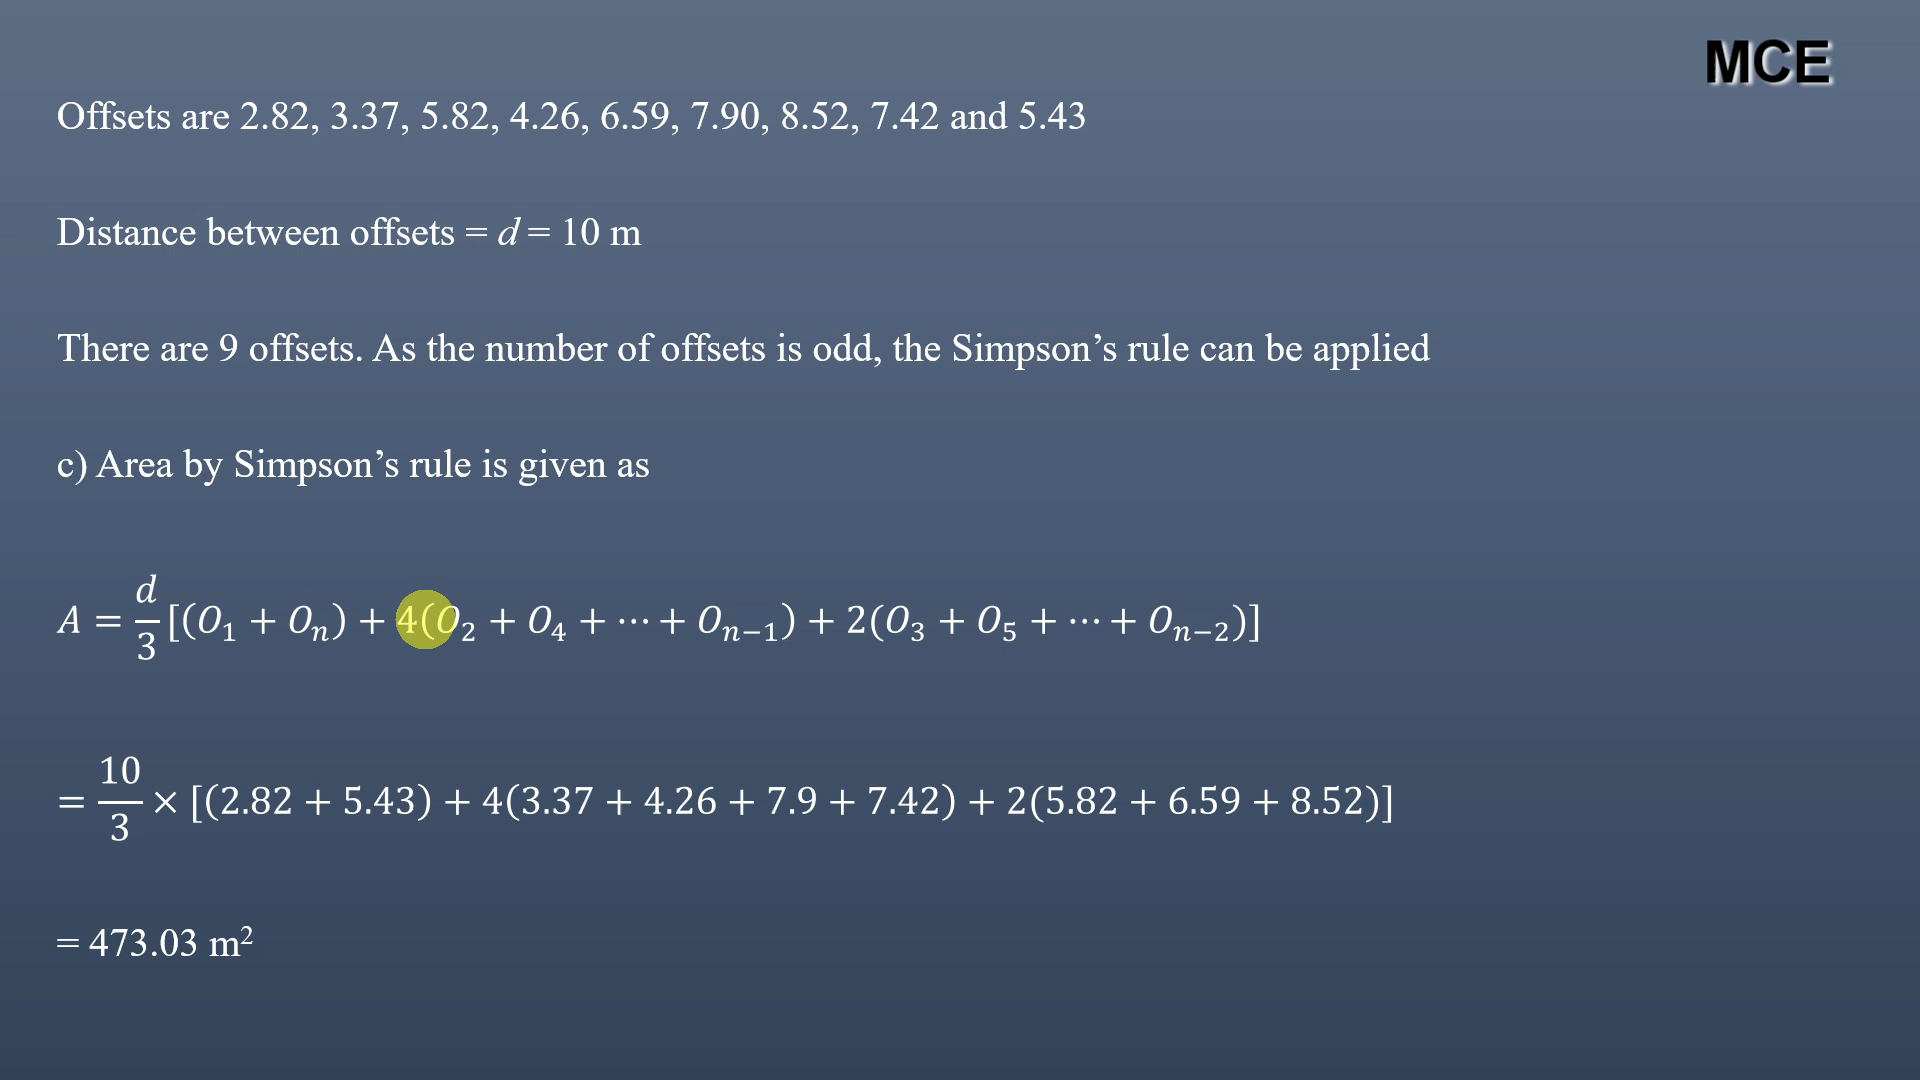 MCE
Offsets are 2.82, 3.37, 5.82, 4.26, 6.59, 7.90, 8.52, 7.42 and 5.43
Distance between offsets = d = 10 m
There are 9 offsets. As the number of offsets is odd, the Simpson’s rule can be applied
c) Area by Simpson’s rule is given as
A = d/3 [(O₁ + Oₙ) + 4(O₂ + O₄ + ⋯ + Oₙ₋₁) + 2(O₃ + O₅ + ⋯ + Oₙ₋₂)]
= 10/3 × [(2.82 + 5.43) + 4(3.37 + 4.26 + 7.9 + 7.42) + 2(5.82 + 6.59 + 8.52)]
= 473.03 m²